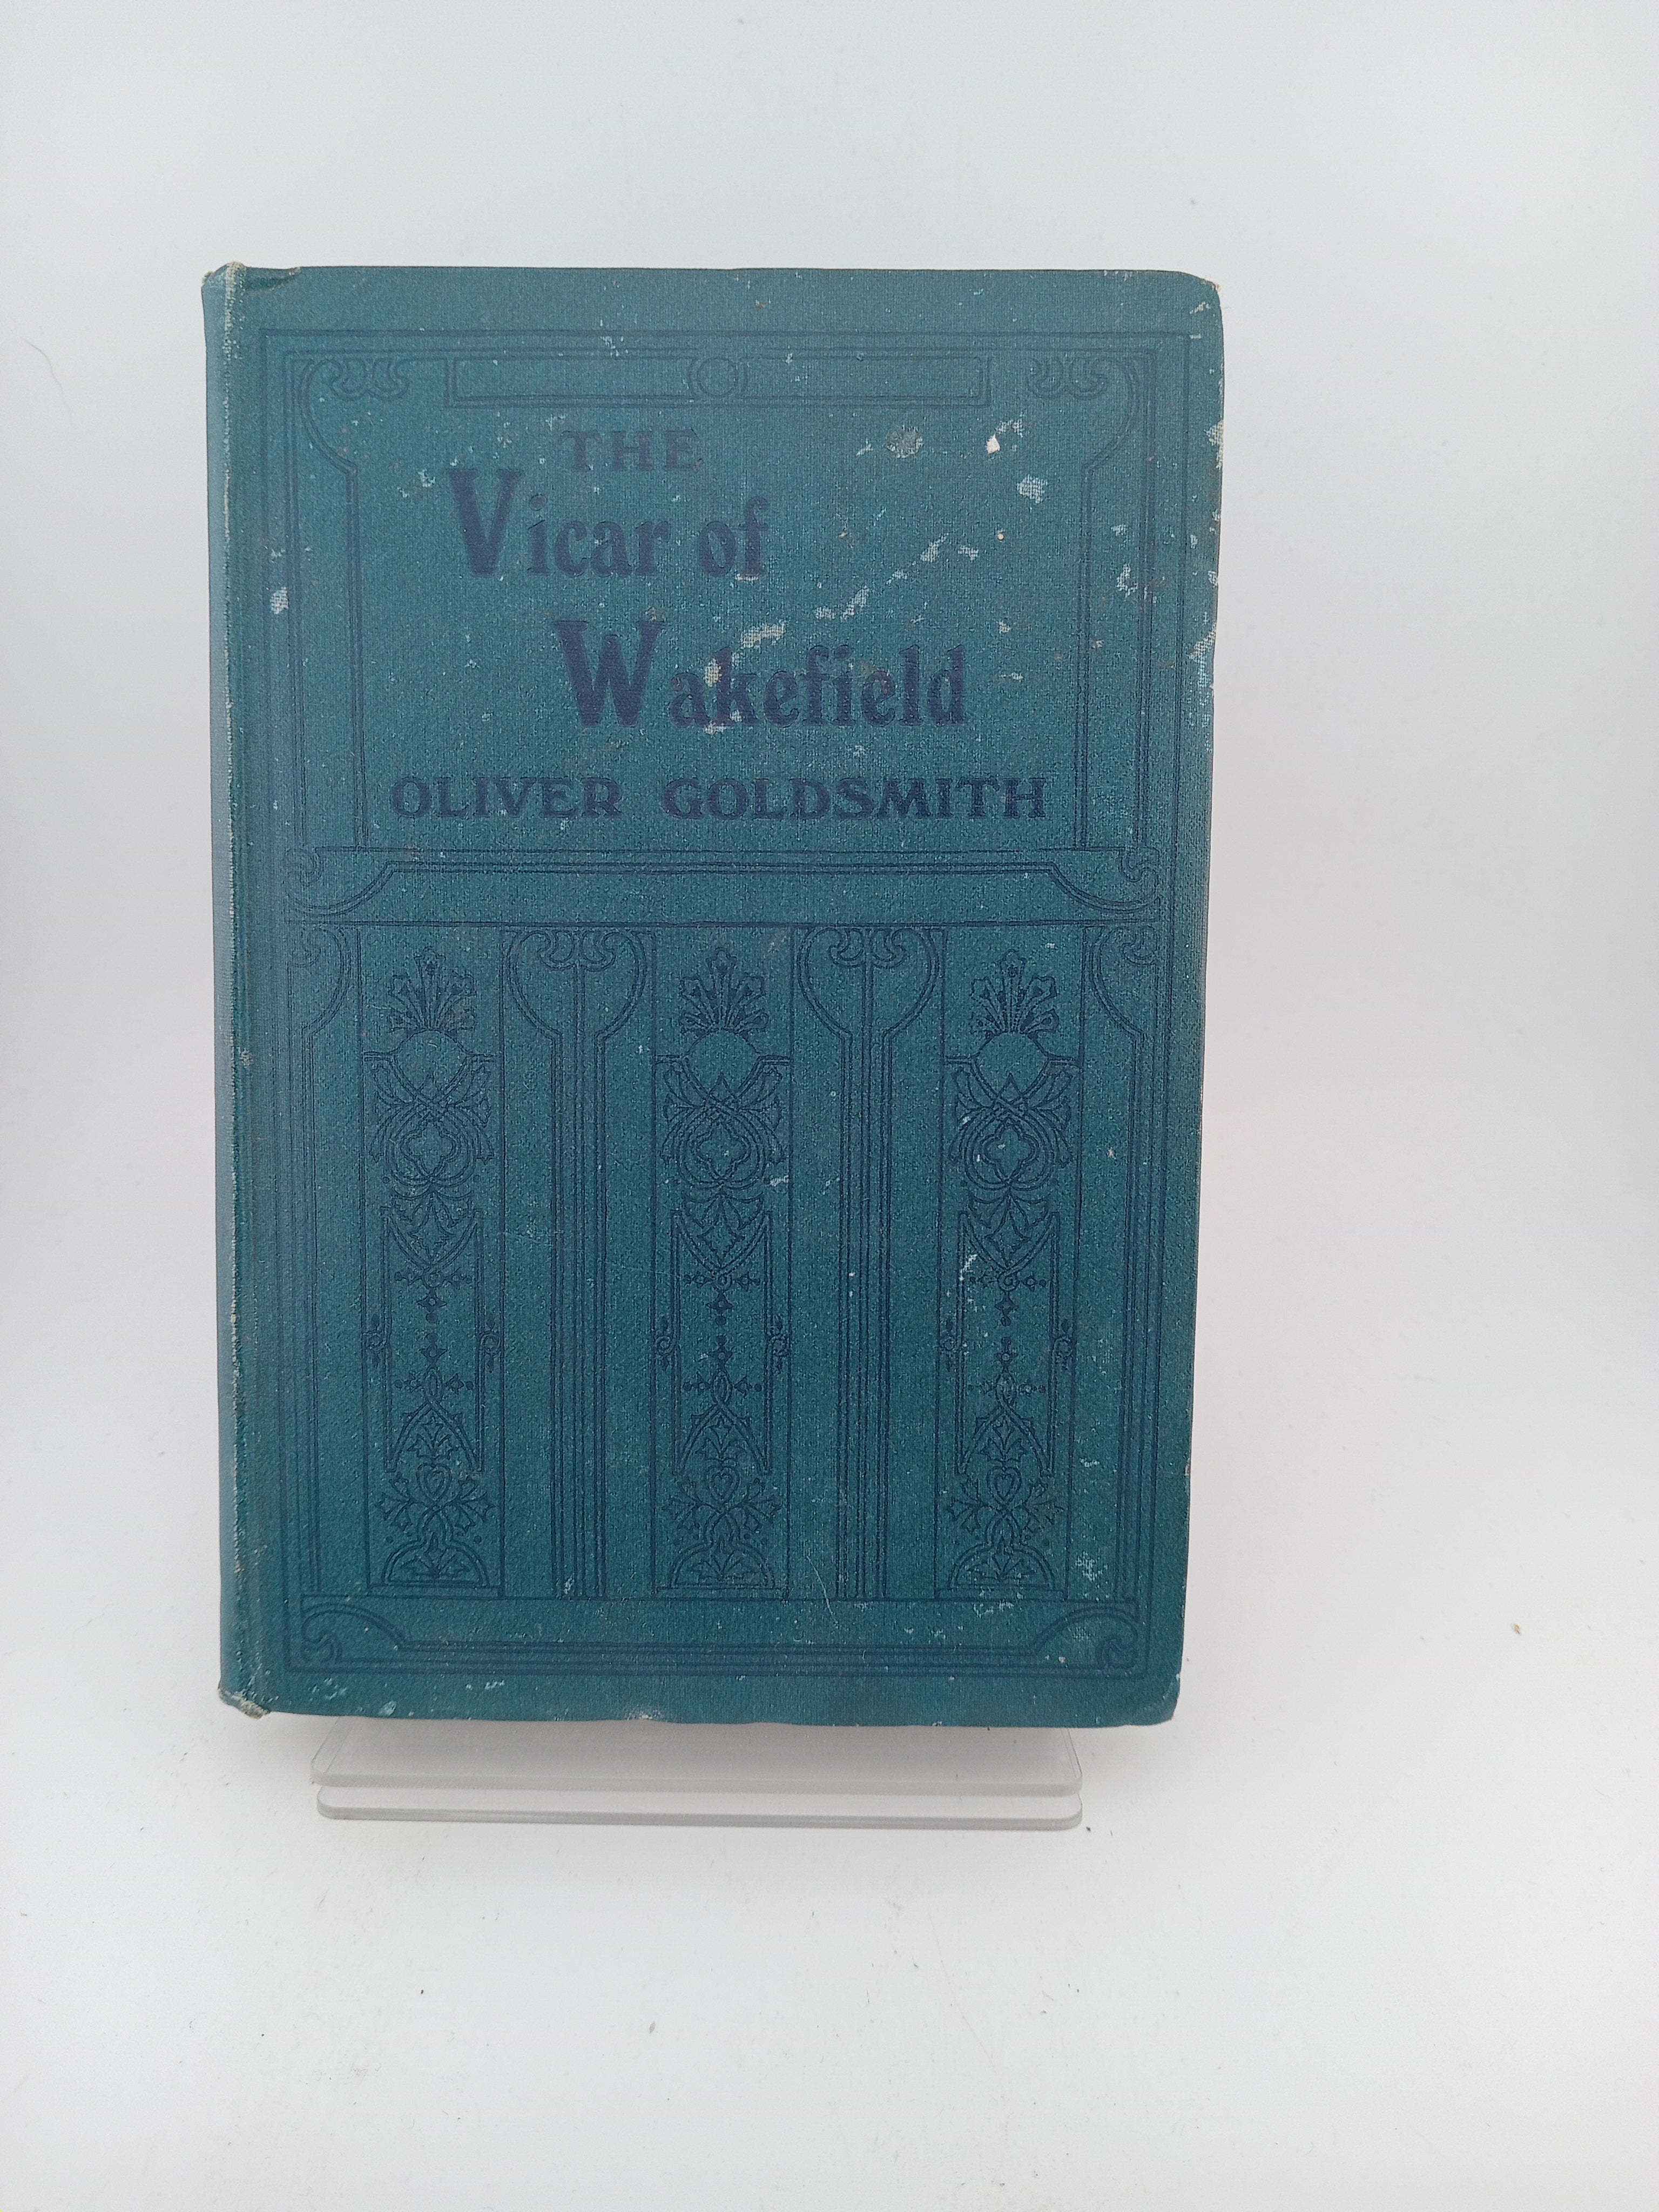 THE
Vicar of
Wakefield
OLIVER GOLDSMITH